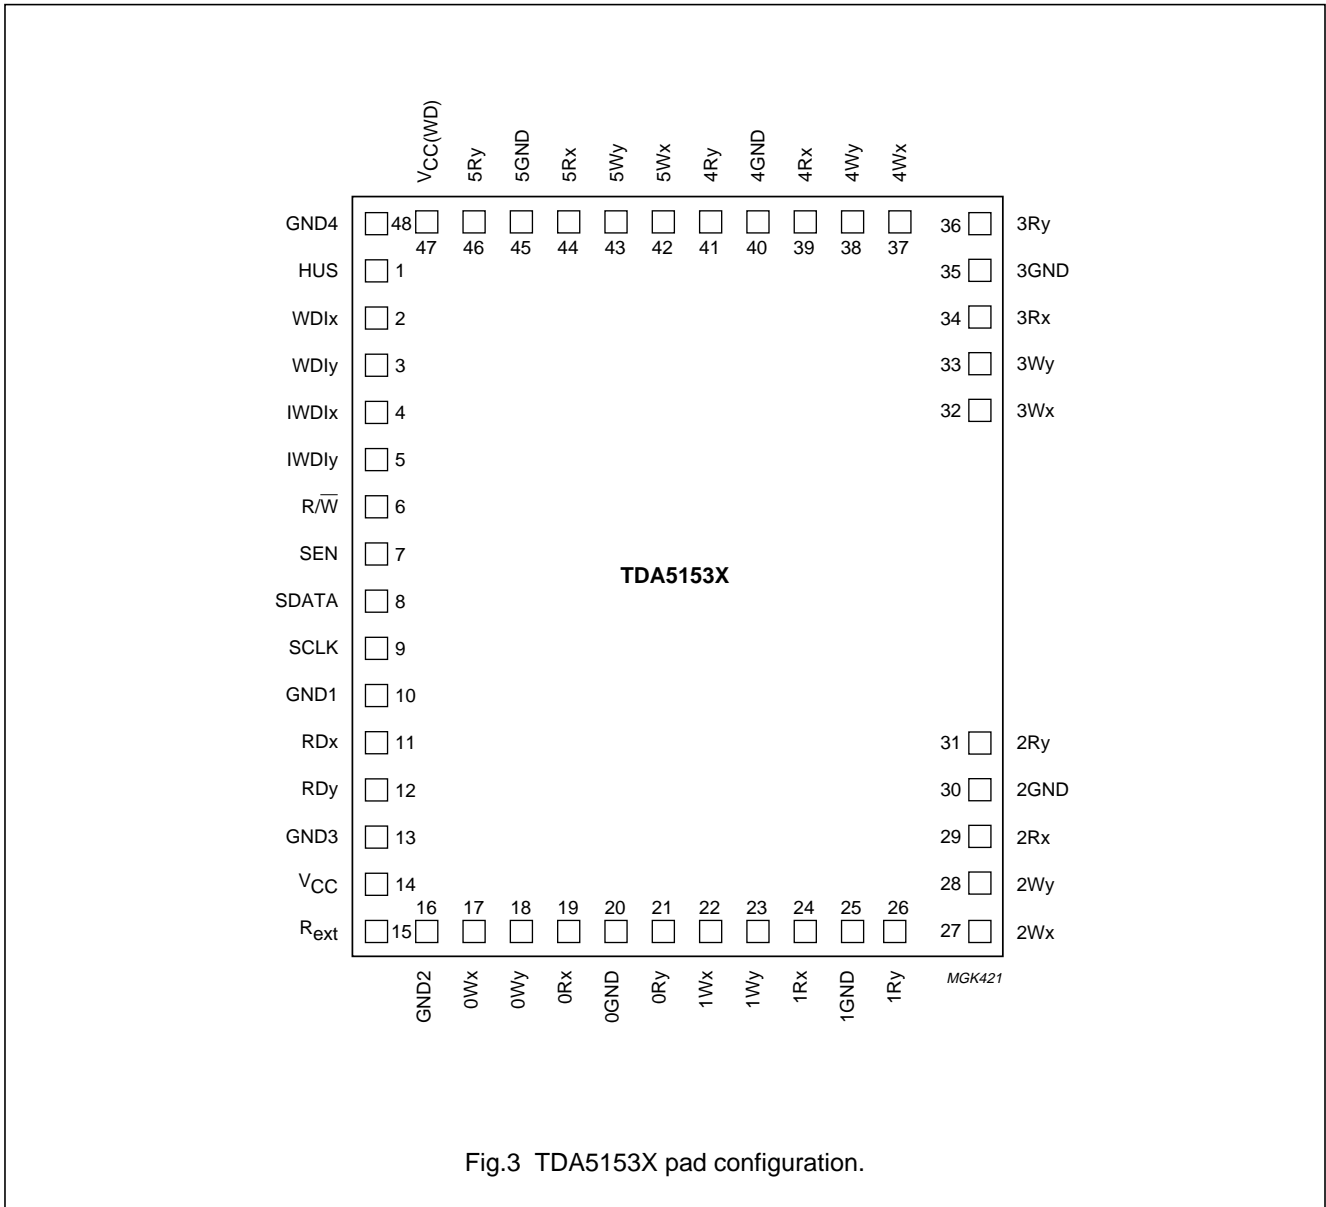 VCC(WD)
5Ry
5GND
5Rx
5Wy
5Wx
4Ry
4GND
4Rx
4Wy
4Wx
GND4 48
47 46 45 44 43 42 41 40 39 38 37
36 3Ry
HUS 1
35 3GND
WDIx 2
34 3Rx
WDIy 3
33 3Wy
IWDIx 4
32 3Wx
IWDIy 5
R/W̅ 6
SEN 7
TDA5153X
SDATA 8
SCLK 9
GND1 10
RDx 11
31 2Ry
RDy 12
30 2GND
GND3 13
29 2Rx
VCC 14
28 2Wy
16 17 18 19 20 21 22 23 24 25 26
Rext 15
27 2Wx
GND2
0Wx
0Wy
0Rx
0GND
0Ry
1Wx
1Wy
1Rx
1GND
1Ry
MGK421
Fig.3 TDA5153X pad configuration.